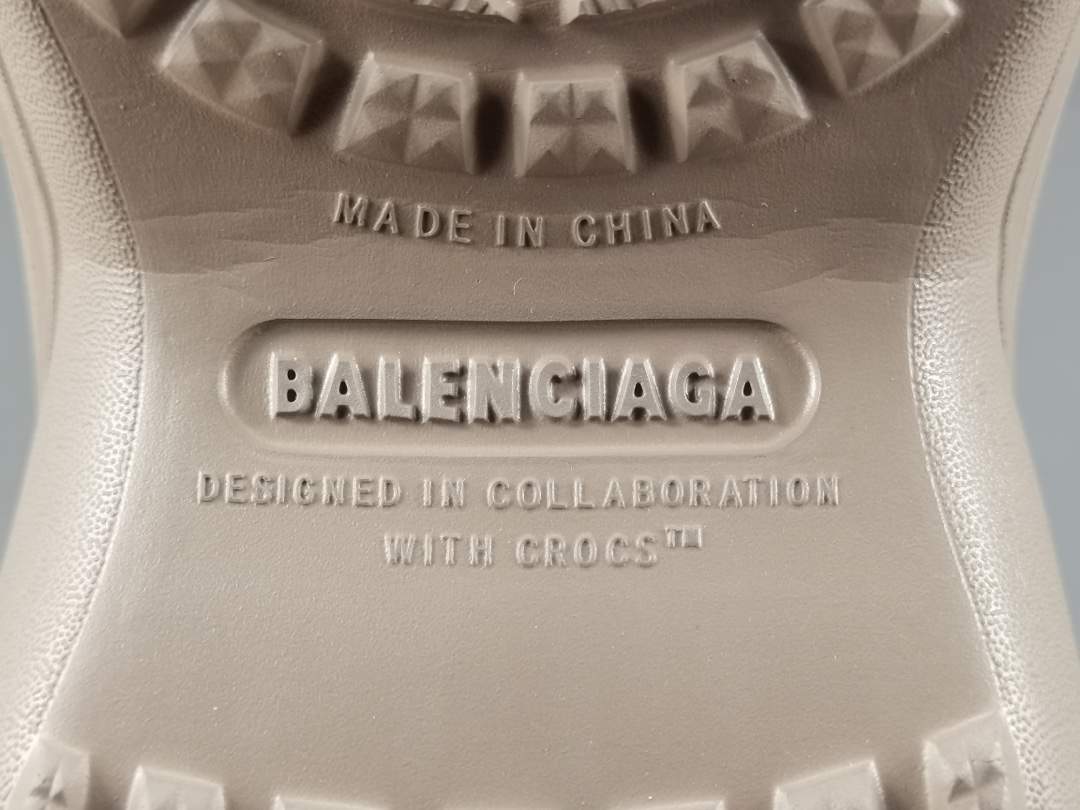 MADE IN CHINA
BALENCIAGA
DESIGNED IN COLLABORATION
WITH CROCS™